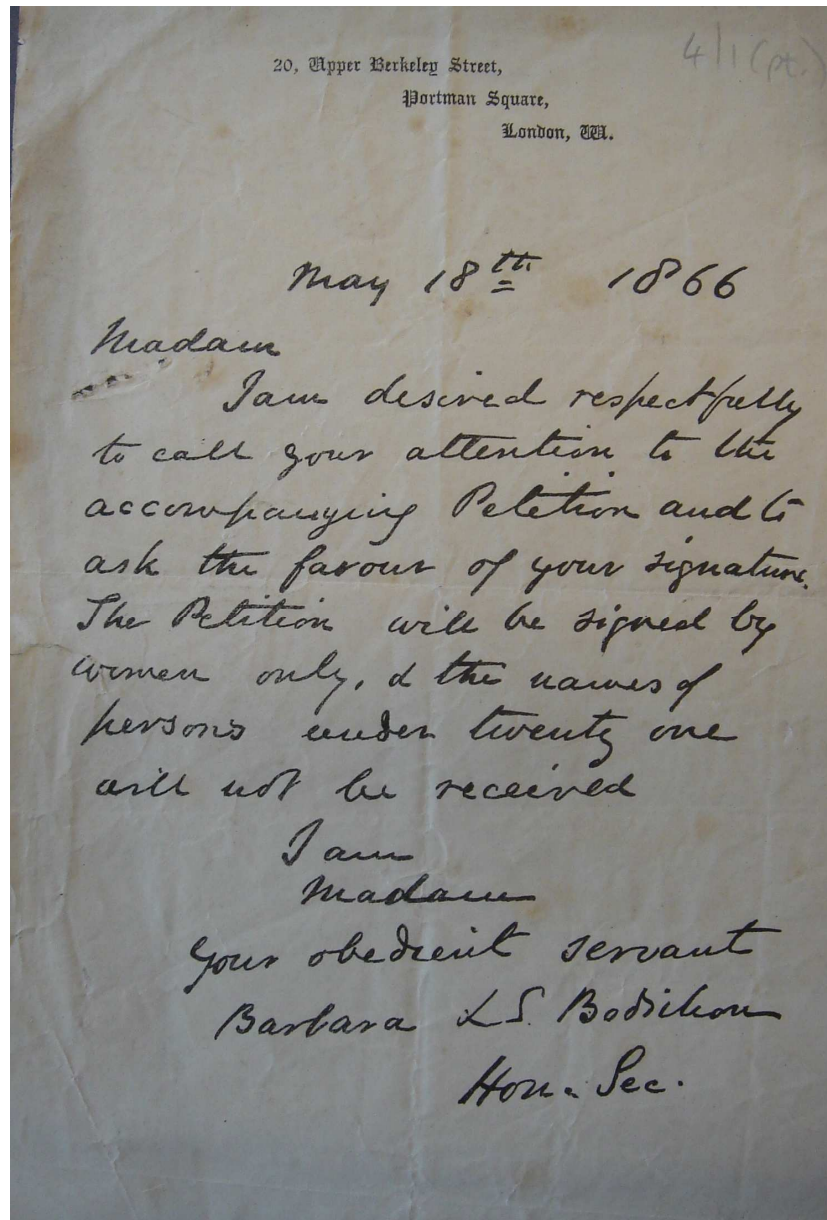 4/1 (pt.)
20, Upper Berkeley Street,
Portman Square,
London, W.
May 18th 1866
Madam
I am desired respectfully
to call your attention to the
accompanying Petition and to
ask the favour of your signature.
The Petition will be signed by
women only, & the names of
persons under twenty one
will not be received
I am
Madam
Your obedient servant
Barbara L S. Bodichon
Hon. Sec.